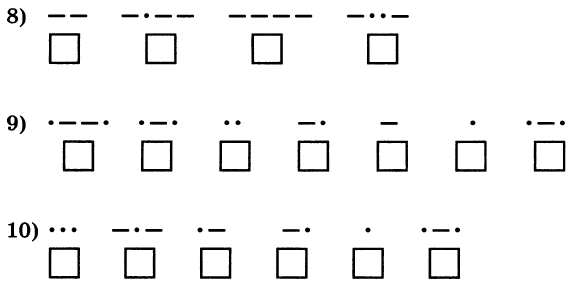 8) —— —·—— ———— —··—
9) ·——· ·—· ·· —· — · ·—·
10) ··· —·— ·— —· · ·—·